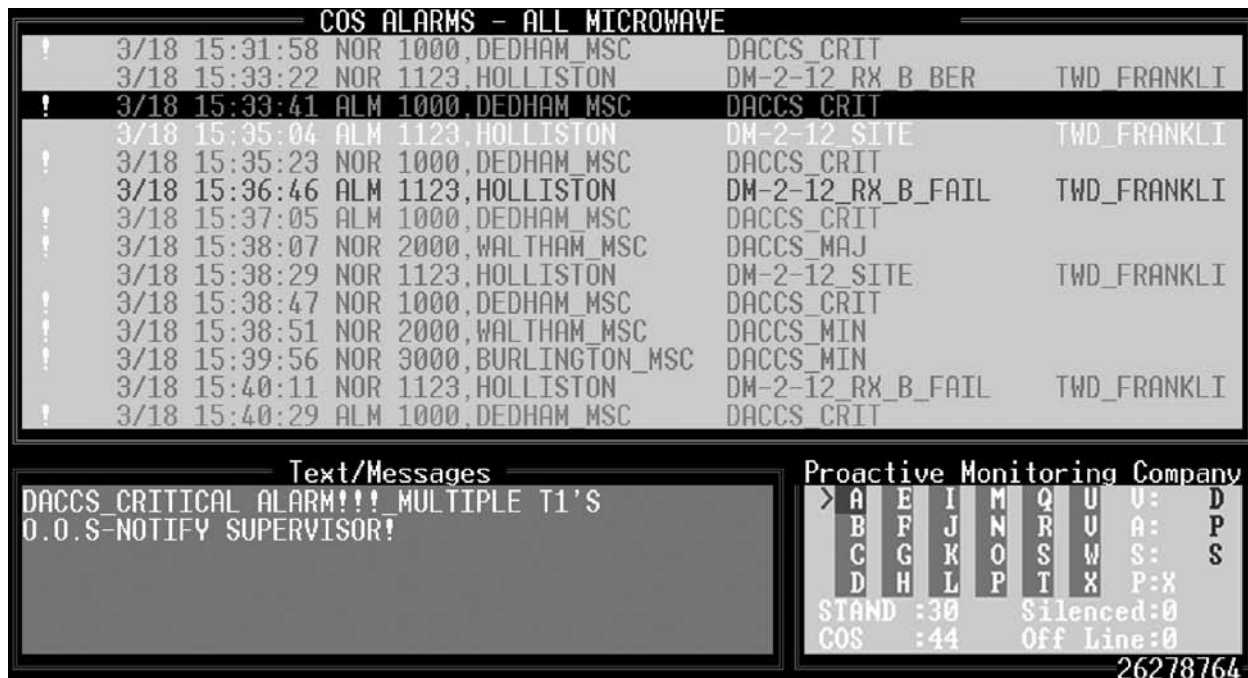 COS ALARMS - ALL MICROWAVE
! 3/18 15:31:58 NOR 1000,DEDHAM_MSC DACCS_CRIT
3/18 15:33:22 NOR 1123,HOLLISTON DM-2-12_RX_B_BER TWD_FRANKLI
! 3/18 15:33:41 ALM 1000,DEDHAM_MSC DACCS_CRIT
3/18 15:35:04 ALM 1123,HOLLISTON DM-2-12_SITE TWD_FRANKLI
! 3/18 15:35:23 NOR 1000,DEDHAM_MSC DACCS_CRIT
3/18 15:36:46 ALM 1123,HOLLISTON DM-2-12_RX_B_FAIL TWD_FRANKLI
! 3/18 15:37:05 ALM 1000,DEDHAM_MSC DACCS_CRIT
! 3/18 15:38:07 NOR 2000,WALTHAM_MSC DACCS_MAJ
3/18 15:38:29 NOR 1123,HOLLISTON DM-2-12_SITE TWD_FRANKLI
! 3/18 15:38:47 NOR 1000,DEDHAM_MSC DACCS_CRIT
! 3/18 15:38:51 NOR 2000,WALTHAM_MSC DACCS_MIN
! 3/18 15:39:56 NOR 3000,BURLINGTON_MSC DACCS_MIN
3/18 15:40:11 NOR 1123,HOLLISTON DM-2-12_RX_B_FAIL TWD_FRANKLI
! 3/18 15:40:29 ALM 1000,DEDHAM_MSC DACCS_CRIT
Text/Messages
DACCS_CRITICAL ALARM!!!_MULTIPLE T1'S
O.O.S-NOTIFY SUPERVISOR!
Proactive Monitoring Company
> A E I M Q U V: D
B F J N R V A: P
C G K O S W S: S
D H L P T X P:X
STAND :30 Silenced:0
COS :44 Off Line:0
26278764